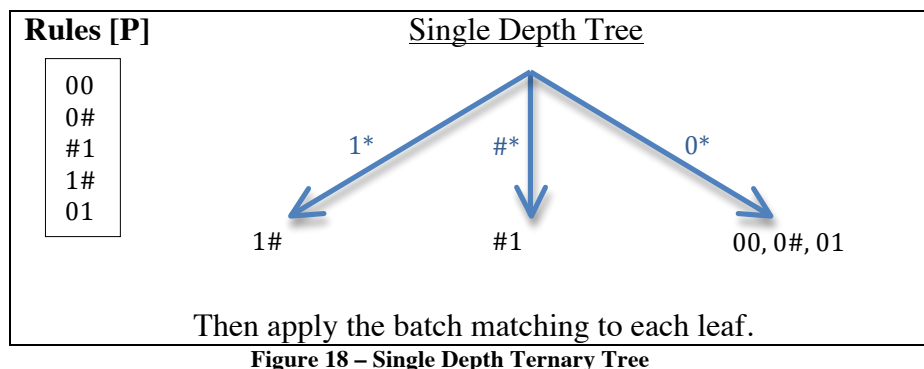 Rules [P]
Single Depth Tree
00
0#
#1
1#
01
1*
#*
0*
1#
#1
00, 0#, 01
Then apply the batch matching to each leaf.
Figure 18 – Single Depth Ternary Tree